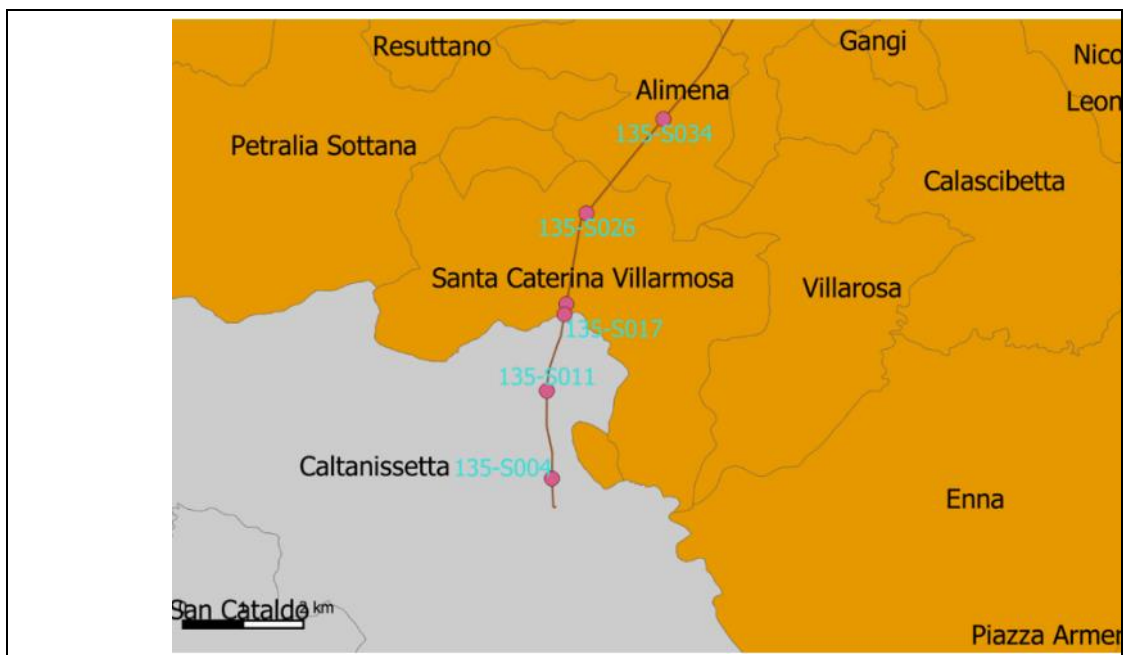 Resuttano
Gangi
Nico
Alimena
Leon
135-S034
Petralia Sottana
Calascibetta
135-S026
Santa Caterina Villarmosa
Villarosa
135-S017
135-S011
Caltanissetta
135-S004
Enna
San Cataldo
2 km
Piazza Armer